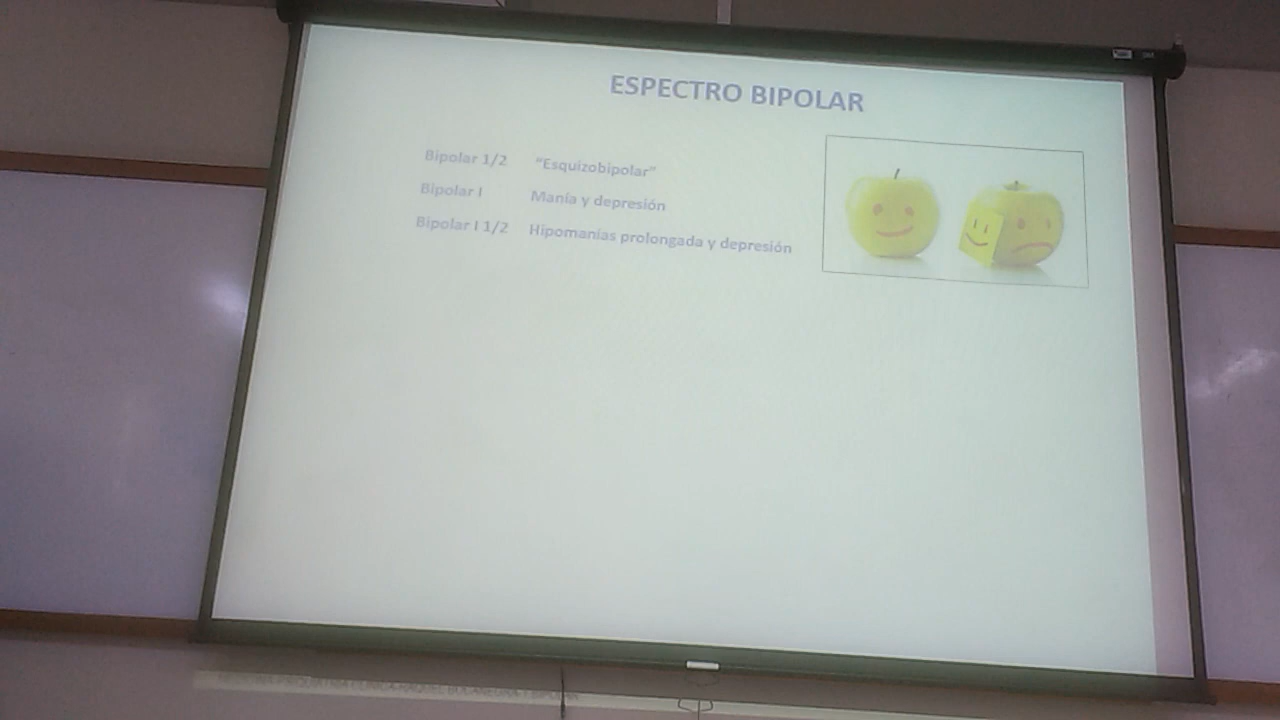 ESPECTRO BIPOLAR
Bipolar 1/2 “Esquizobipolar”
Bipolar I Manía y depresión
Bipolar I 1/2 Hipomanías prolongada y depresión